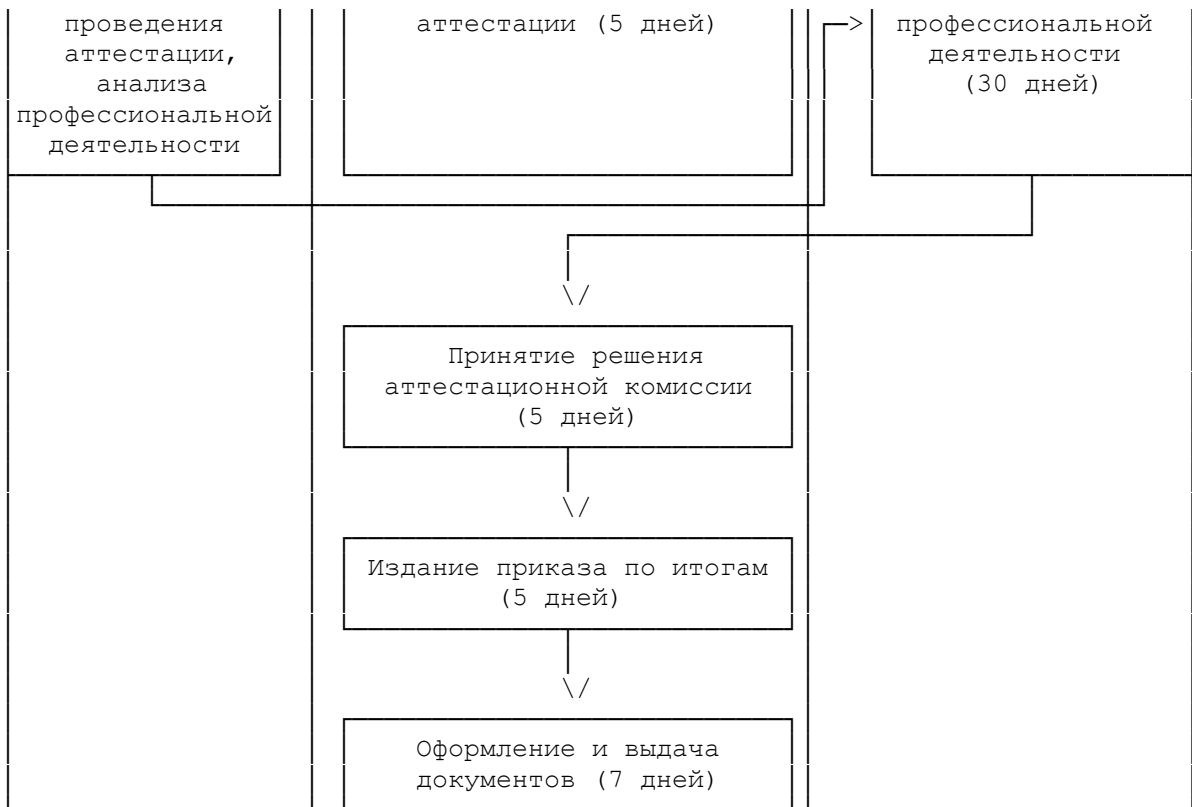 проведения
аттестации,
анализа
профессиональной
деятельности
аттестации (5 дней)
профессиональной
деятельности
(30 дней)
Принятие решения
аттестационной комиссии
(5 дней)
Издание приказа по итогам
(5 дней)
Оформление и выдача
документов (7 дней)